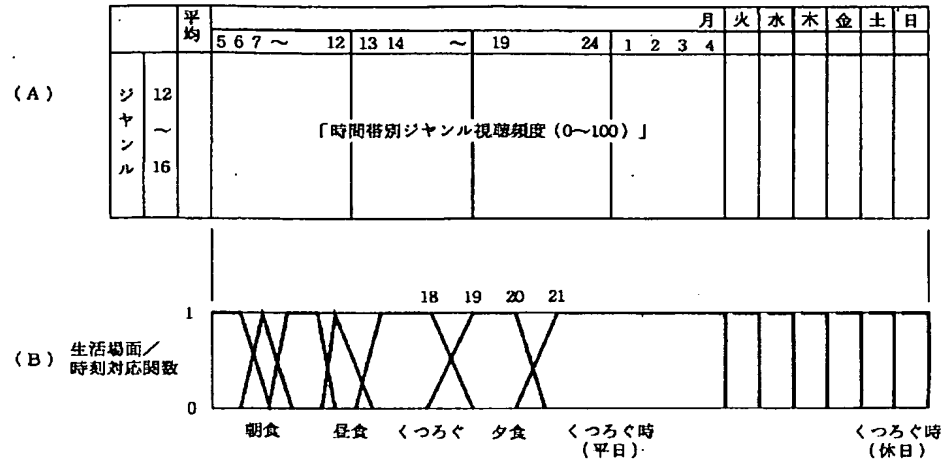 平均 月 火 水 木 金 土 日
5 6 7 ～ 12 13 14 ～ 19 24 1 2 3 4
(A)
ジヤンル 12 ～ 16
「時間帯別ジヤンル視聴頻度 (0～100) 」
18 19 20 21
1
(B) 生活場面／
時刻対応関数
0
朝食 昼食 くつろぐ 夕食 くつろぐ時 くつろぐ時
(平日) (休日)